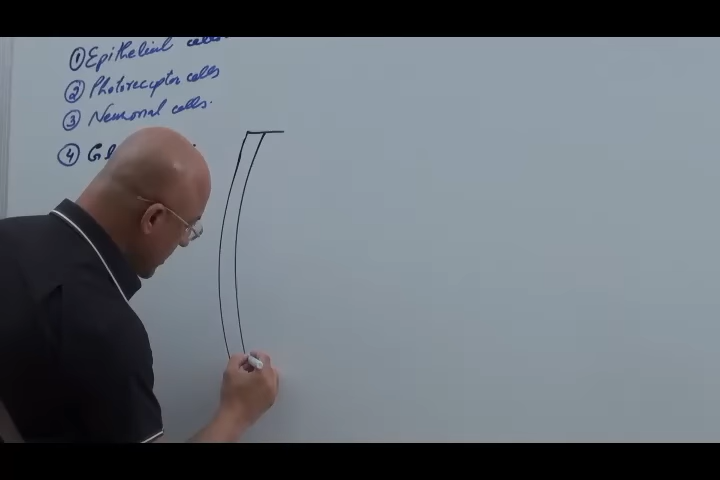 ① Epithelial cells
② Photoreceptor cells
③ Neuronal cells.
④